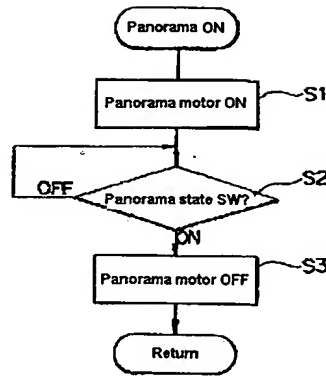 Panorama ON
Panorama motor ON
S1
Panorama state SW?
S2
OFF
ON
Panorama motor OFF
S3
Return